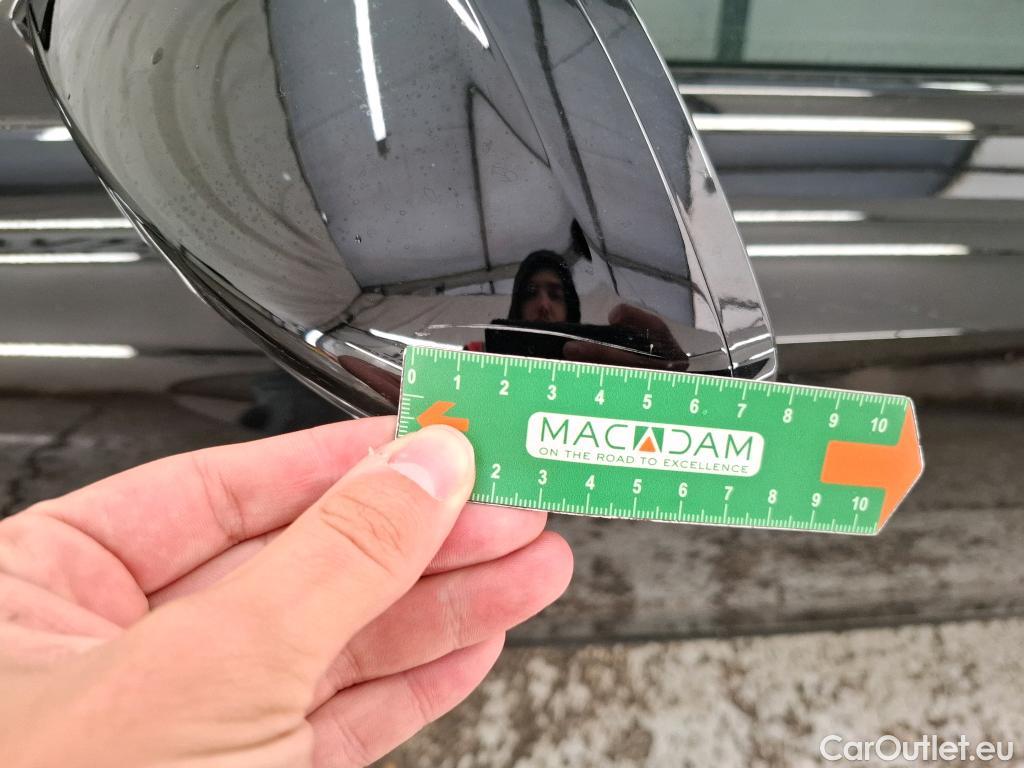 0 1 2 3 4 5 6 7 8 9 10
MACADAM
ON THE ROAD TO EXCELLENCE
2 3 4 5 6 7 8 9 10
CarOutlet.eu